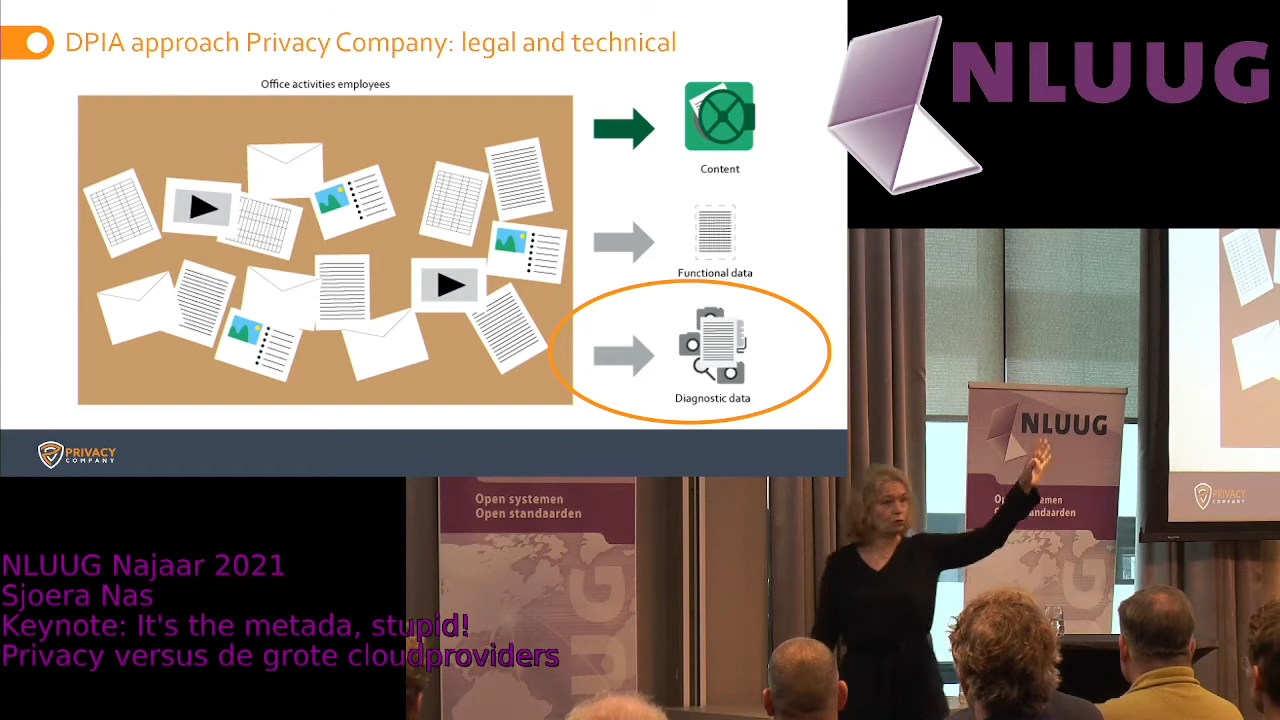 DPIA approach Privacy Company: legal and technical
Office activities employees
Content
Functional data
Diagnostic data
PRIVACY
COMPANY
NLUUG
NLUUG
Open systemen
Open standaarden
Open systemen
Open standaarden
NLUUG Najaar 2021
Sjoera Nas
Keynote: It's the metada, stupid!
Privacy versus de grote cloudproviders